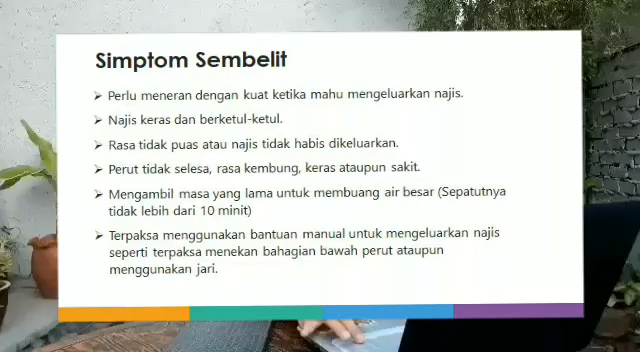 Simptom Sembelit
➤ Perlu meneran dengan kuat ketika mahu mengeluarkan najis.
➤ Najis keras dan berketul-ketul.
➤ Rasa tidak puas atau najis tidak habis dikeluarkan.
➤ Perut tidak selesa, rasa kembung, keras ataupun sakit.
➤ Mengambil masa yang lama untuk membuang air besar (Sepatutnya
tidak lebih dari 10 minit)
➤ Terpaksa menggunakan bantuan manual untuk mengeluarkan najis
seperti terpaksa menekan bahagian bawah perut ataupun
menggunakan jari.